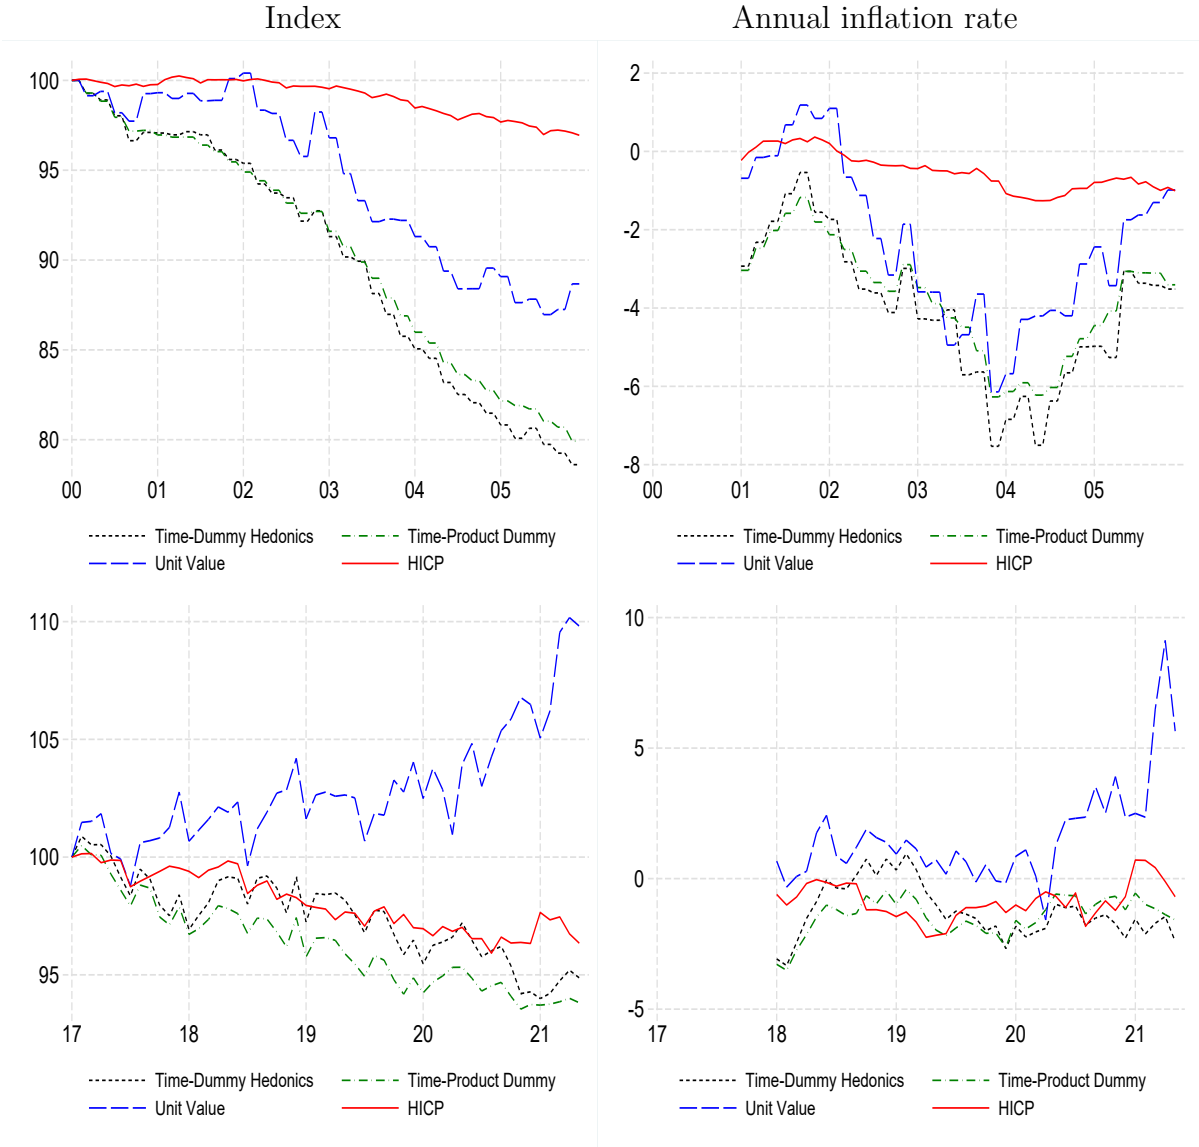 Index
Annual inflation rate
100
95
90
85
80
00 01 02 03 04 05
Time-Dummy Hedonics Time-Product Dummy
Unit Value HICP
2
0
-2
-4
-6
-8
00 01 02 03 04 05
Time-Dummy Hedonics Time-Product Dummy
Unit Value HICP
110
105
100
95
17 18 19 20 21
Time-Dummy Hedonics Time-Product Dummy
Unit Value HICP
10
5
0
-5
17 18 19 20 21
Time-Dummy Hedonics Time-Product Dummy
Unit Value HICP